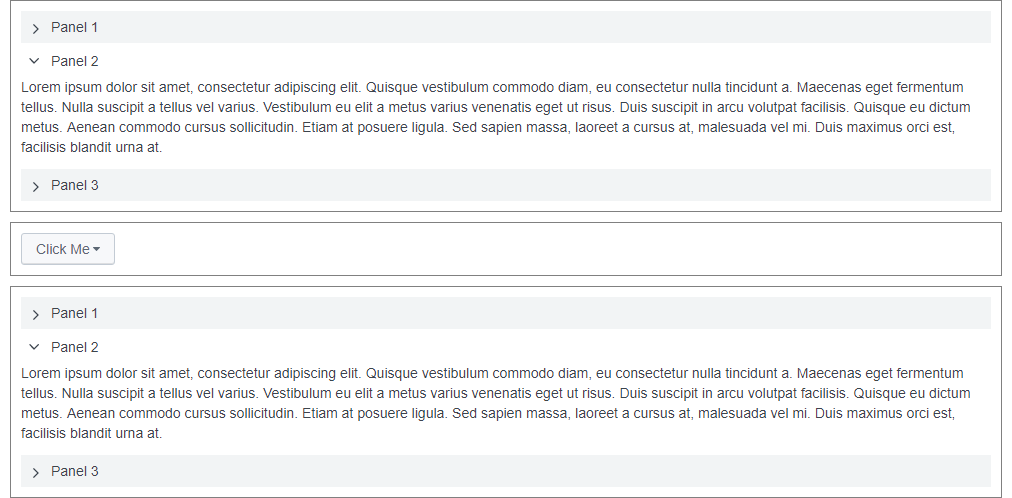 Panel 1
Panel 2
Lorem ipsum dolor sit amet, consectetur adipiscing elit. Quisque vestibulum commodo diam, eu consectetur nulla tincidunt a. Maecenas eget fermentum
tellus. Nulla suscipit a tellus vel varius. Vestibulum eu elit a metus varius venenatis eget ut risus. Duis suscipit in arcu volutpat facilisis. Quisque eu dictum
metus. Aenean commodo cursus sollicitudin. Etiam at posuere ligula. Sed sapien massa, laoreet a cursus at, malesuada vel mi. Duis maximus orci est,
facilisis blandit urna at.
Panel 3
Click Me
Panel 1
Panel 2
Lorem ipsum dolor sit amet, consectetur adipiscing elit. Quisque vestibulum commodo diam, eu consectetur nulla tincidunt a. Maecenas eget fermentum
tellus. Nulla suscipit a tellus vel varius. Vestibulum eu elit a metus varius venenatis eget ut risus. Duis suscipit in arcu volutpat facilisis. Quisque eu dictum
metus. Aenean commodo cursus sollicitudin. Etiam at posuere ligula. Sed sapien massa, laoreet a cursus at, malesuada vel mi. Duis maximus orci est,
facilisis blandit urna at.
Panel 3